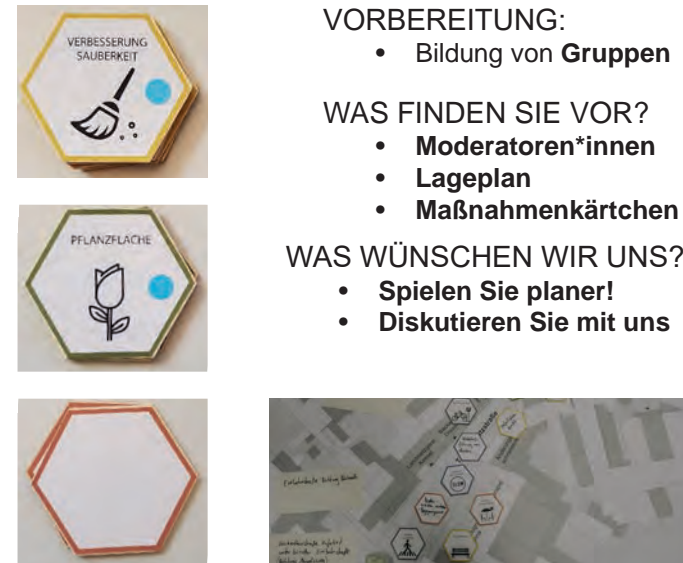 VERBESSERUNG
SAUBERKEIT
PFLANZFLÄCHE
VORBEREITUNG:
• Bildung von Gruppen
WAS FINDEN SIE VOR?
• Moderatoren*innen
• Lageplan
• Maßnahmenkärtchen
WAS WÜNSCHEN WIR UNS?
• Spielen Sie planer!
• Diskutieren Sie mit uns